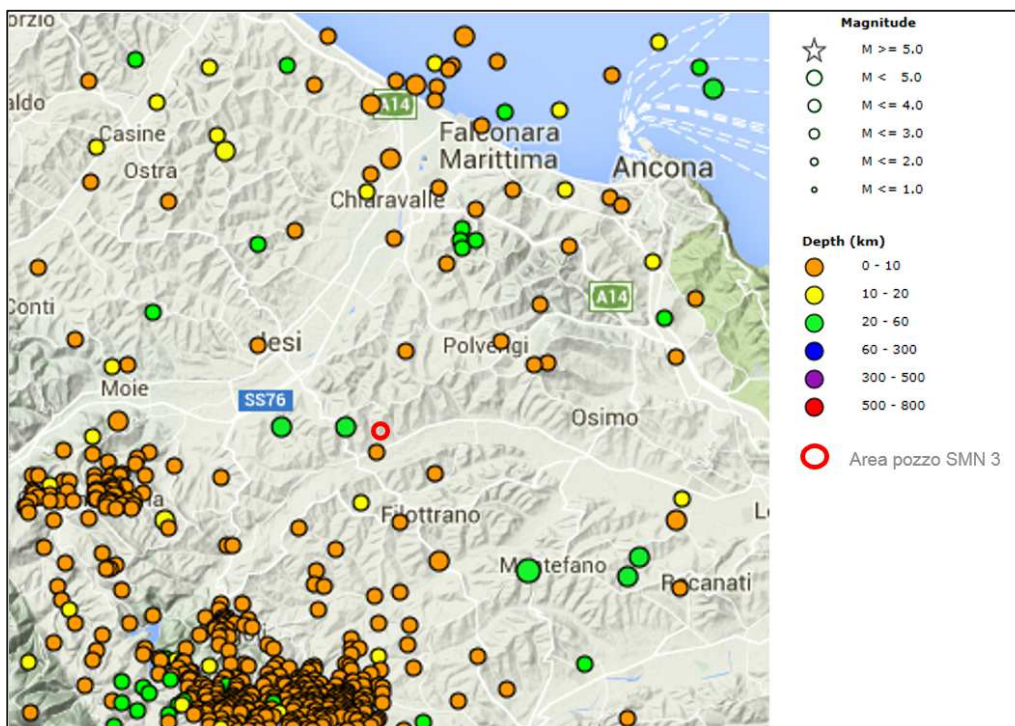 orzio
aldo
Casine
Ostra
A14
Falconara
Marittima
Ancona
Chiaravalle
Conti
A14
Jesi
Polverigi
Moie
SS76
Osimo
Filottrano
Montefano
Recanati
Magnitude
M >= 5.0
M < 5.0
M <= 4.0
M <= 3.0
M <= 2.0
M <= 1.0
Depth (km)
0 - 10
10 - 20
20 - 60
60 - 300
300 - 500
500 - 800
Area pozzo SMN 3